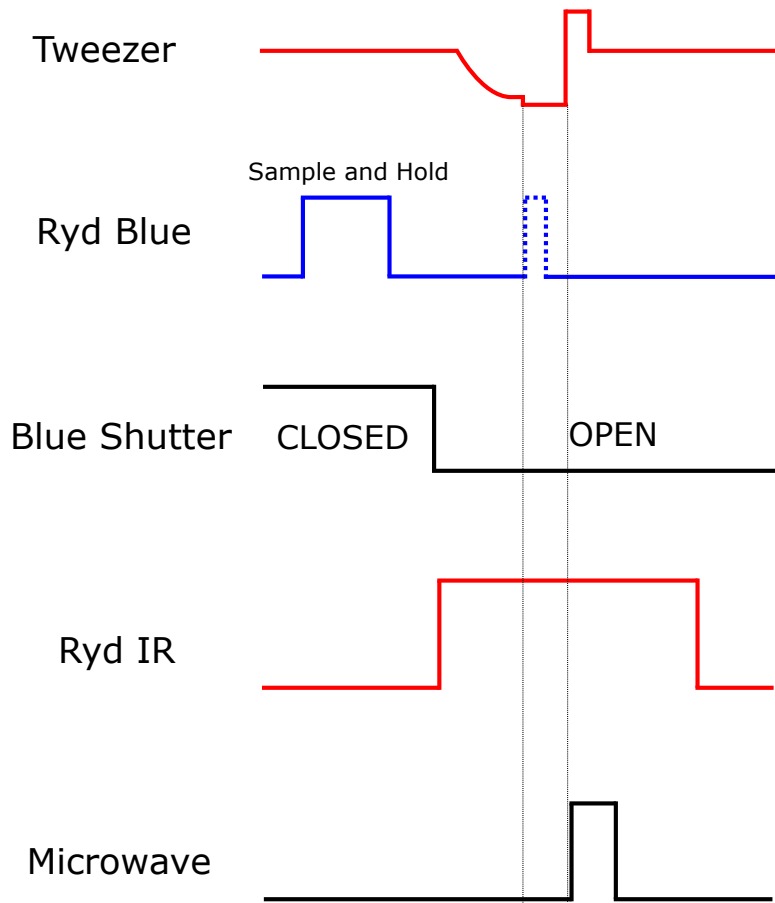 Tweezer
Sample and Hold
Ryd Blue
Blue Shutter
CLOSED
OPEN
Ryd IR
Microwave